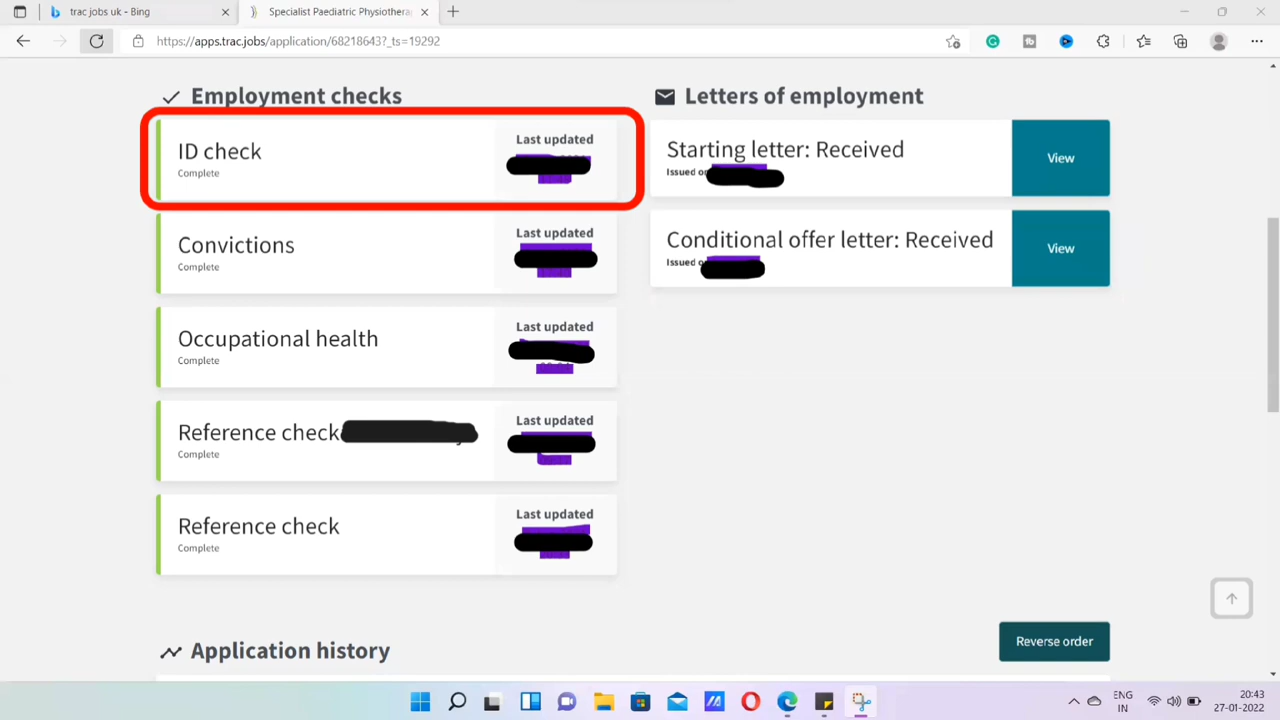 trac jobs uk - Bing
Specialist Paediatric Physiothera
https://apps.trac.jobs/application/68218643?_ts=19292
Employment checks
ID check
Complete
Last updated
Convictions
Complete
Last updated
Occupational health
Complete
Last updated
Reference check
Complete
Last updated
Reference check
Complete
Last updated
Letters of employment
Starting letter: Received
Issued o
View
Conditional offer letter: Received
Issued o
View
Application history
Reverse order
ENG
IN
20:43
27-01-2022